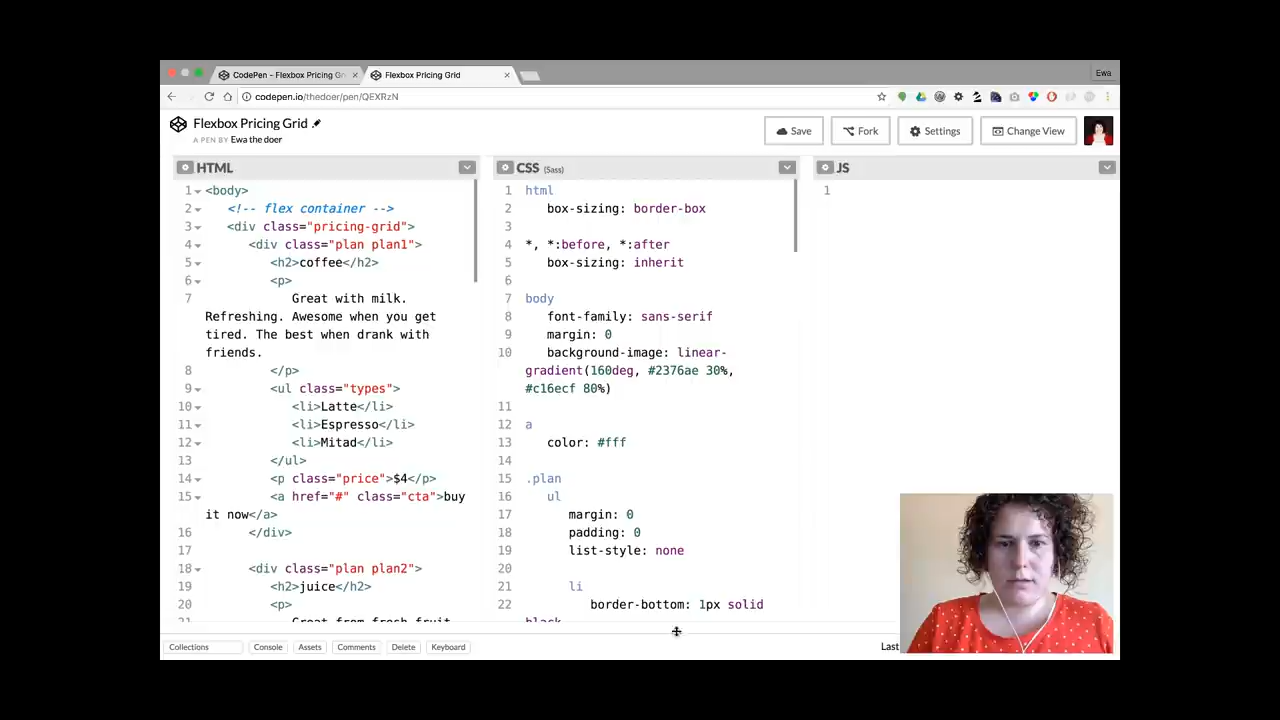 CodePen - Flexbox Pricing Gr
Flexbox Pricing Grid
Ewa
codepen.io/thedoer/pen/QEXRzN
Flexbox Pricing Grid
A PEN BY Ewa the doer
Save
Fork
Settings
Change View
HTML
1 <body>
2 <!-- flex container -->
3 <div class="pricing-grid">
4 <div class="plan plan1">
5 <h2>coffee</h2>
6 <p>
7 Great with milk.
Refreshing. Awesome when you get
tired. The best when drank with
friends.
8 </p>
9 <ul class="types">
10 <li>Latte</li>
11 <li>Espresso</li>
12 <li>Mitad</li>
13 </ul>
14 <p class="price">$4</p>
15 <a href="#" class="cta">buy
it now</a>
16 </div>
17
18 <div class="plan plan2">
19 <h2>juice</h2>
20 <p>
21 Great from fresh fruit
CSS (Sass)
1 html
2 box-sizing: border-box
3
4 *, *:before, *:after
5 box-sizing: inherit
6
7 body
8 font-family: sans-serif
9 margin: 0
10 background-image: linear-
gradient(160deg, #2376ae 30%,
#c16ecf 80%)
11
12 a
13 color: #fff
14
15 .plan
16 ul
17 margin: 0
18 padding: 0
19 list-style: none
20
21 li
22 border-bottom: 1px solid
black
JS
1
Collections
Console
Assets
Comments
Delete
Keyboard
Last